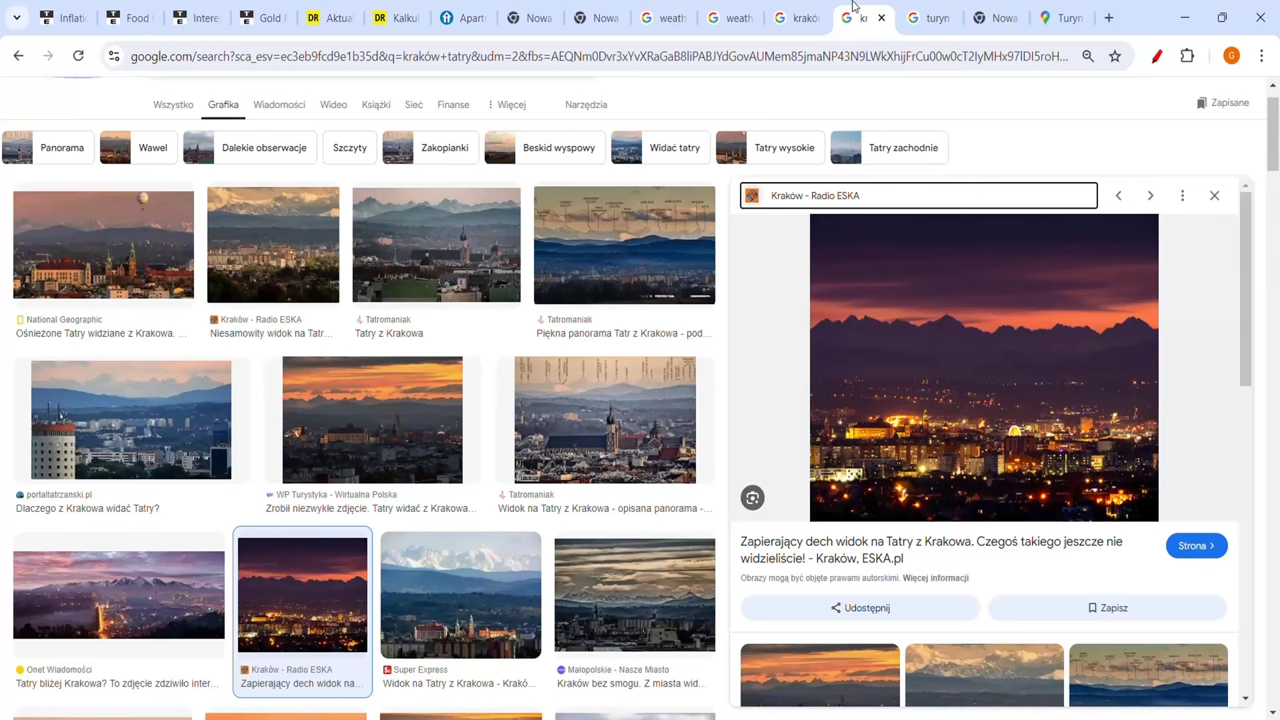 Inflati
Food I
Intere
Gold P
Aktual
Kalkul
Aparti
Nowa
Nowa
weath
weath
krakó
kr
turyn
Nowa
Turyn
google.com/search?sca_esv=ec3eb9fcd9e1b35d&q=kraków+tatry&udm=2&fbs=AEQNm0Dvr3xYvXRaGaB8liPABJYdGovAUMem85jmaNP43N9LWkXhijFrCu00w0cT2IyMHx97lDI5roH...
G
Wszystko
Grafika
Wiadomości
Wideo
Książki
Sieć
Finanse
Więcej
Narzędzia
Zapisane
Panorama
Wawel
Dalekie obserwacje
Szczyty
Zakopianki
Beskid wyspowy
Widać tatry
Tatry wysokie
Tatry zachodnie
Kraków - Radio ESKA
National Geographic
Ośnieżone Tatry widziane z Krakowa. ...
Kraków - Radio ESKA
Niesamowity widok na Tatr...
Tatromaniak
Tatry z Krakowa
Tatromaniak
Piękna panorama Tatr z Krakowa - pod...
portaltatrzanski.pl
Dlaczego z Krakowa widać Tatry?
WP Turystyka - Wirtualna Polska
Zrobił niezwykłe zdjęcie. Tatry widać z Krakowa...
Tatromaniak
Widok na Tatry z Krakowa - opisana panorama -...
Zapierający dech widok na Tatry z Krakowa. Czegoś takiego jeszcze nie
widzieliście! - Kraków, ESKA.pl
Strona
Obrazy mogą być objęte prawami autorskimi. Więcej informacji
Udostępnij
Zapisz
Onet Wiadomości
Tatry bliżej Krakowa? To zdjęcie zdziwiło inter...
Kraków - Radio ESKA
Zapierający dech widok na...
Super Express
Widok na Tatry z Krakowa - Krakó...
Małopolskie - Nasze Miasto
Kraków bez smogu. Z miasta wid...